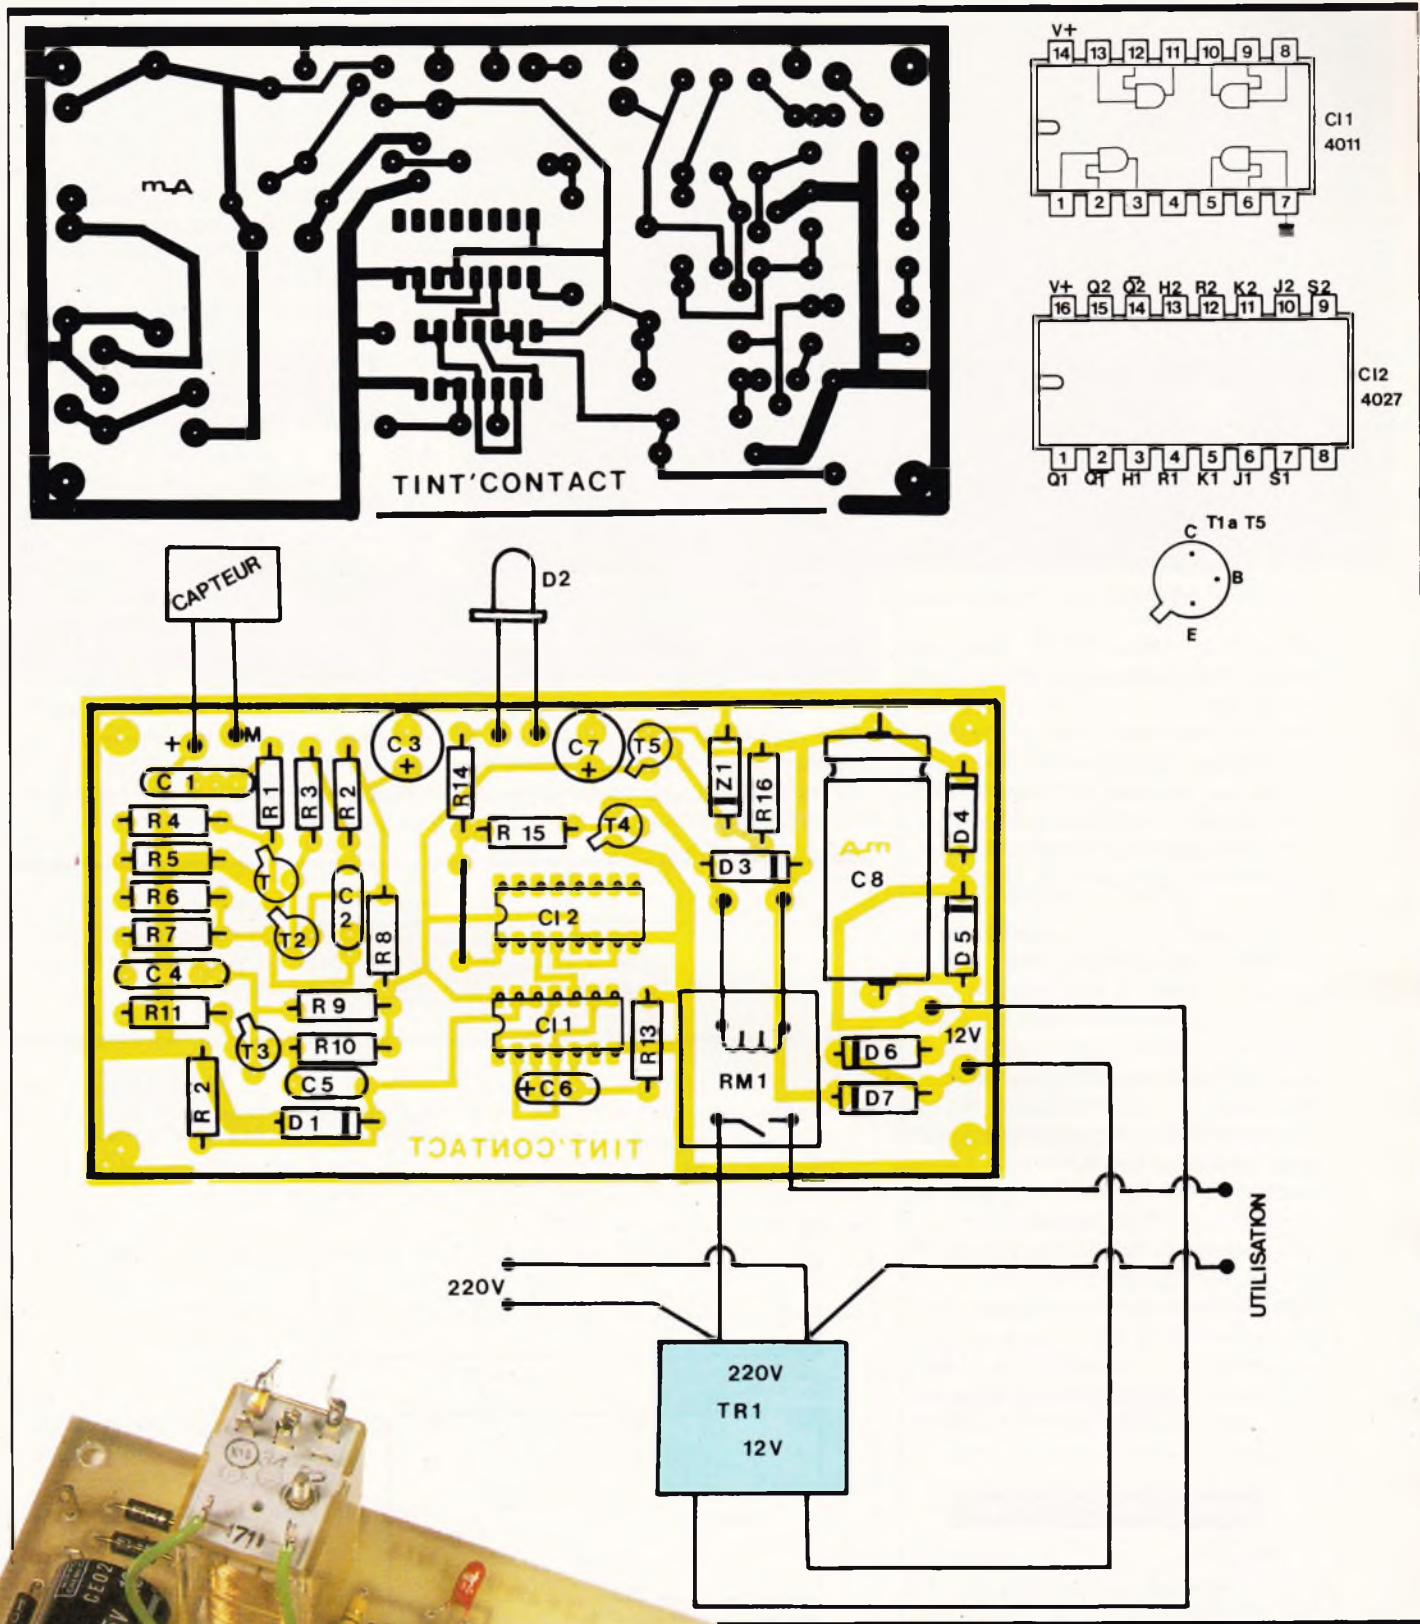 mA
TINT'CONTACT
V+
14 13 12 11 10 9 8
CI1
4011
1 2 3 4 5 6 7
V+ Q2 Q̅2 H2 R2 K2 J2 S2
16 15 14 13 12 11 10 9
CI2
4027
1 2 3 4 5 6 7 8
Q1 Q̅1 H1 R1 K1 J1 S1
T1 a T5
C
B
E
CAPTEUR
D2
+
M
C1
R1
R3
R2
C3
+
R14
C7
+
T5
Z1
R16
D4
R4
R5
R6
R7
C4
R11
T
T2
C2
R8
R 15
T4
D3
mA
C8
D5
CI2
R9
R10
T3
C5
D1
R 2
CI1
R13
+C6
RM1
12V
D6
D7
TINT'CONTACT
220V
UTILISATION
220V
TR1
12V
71
CE02